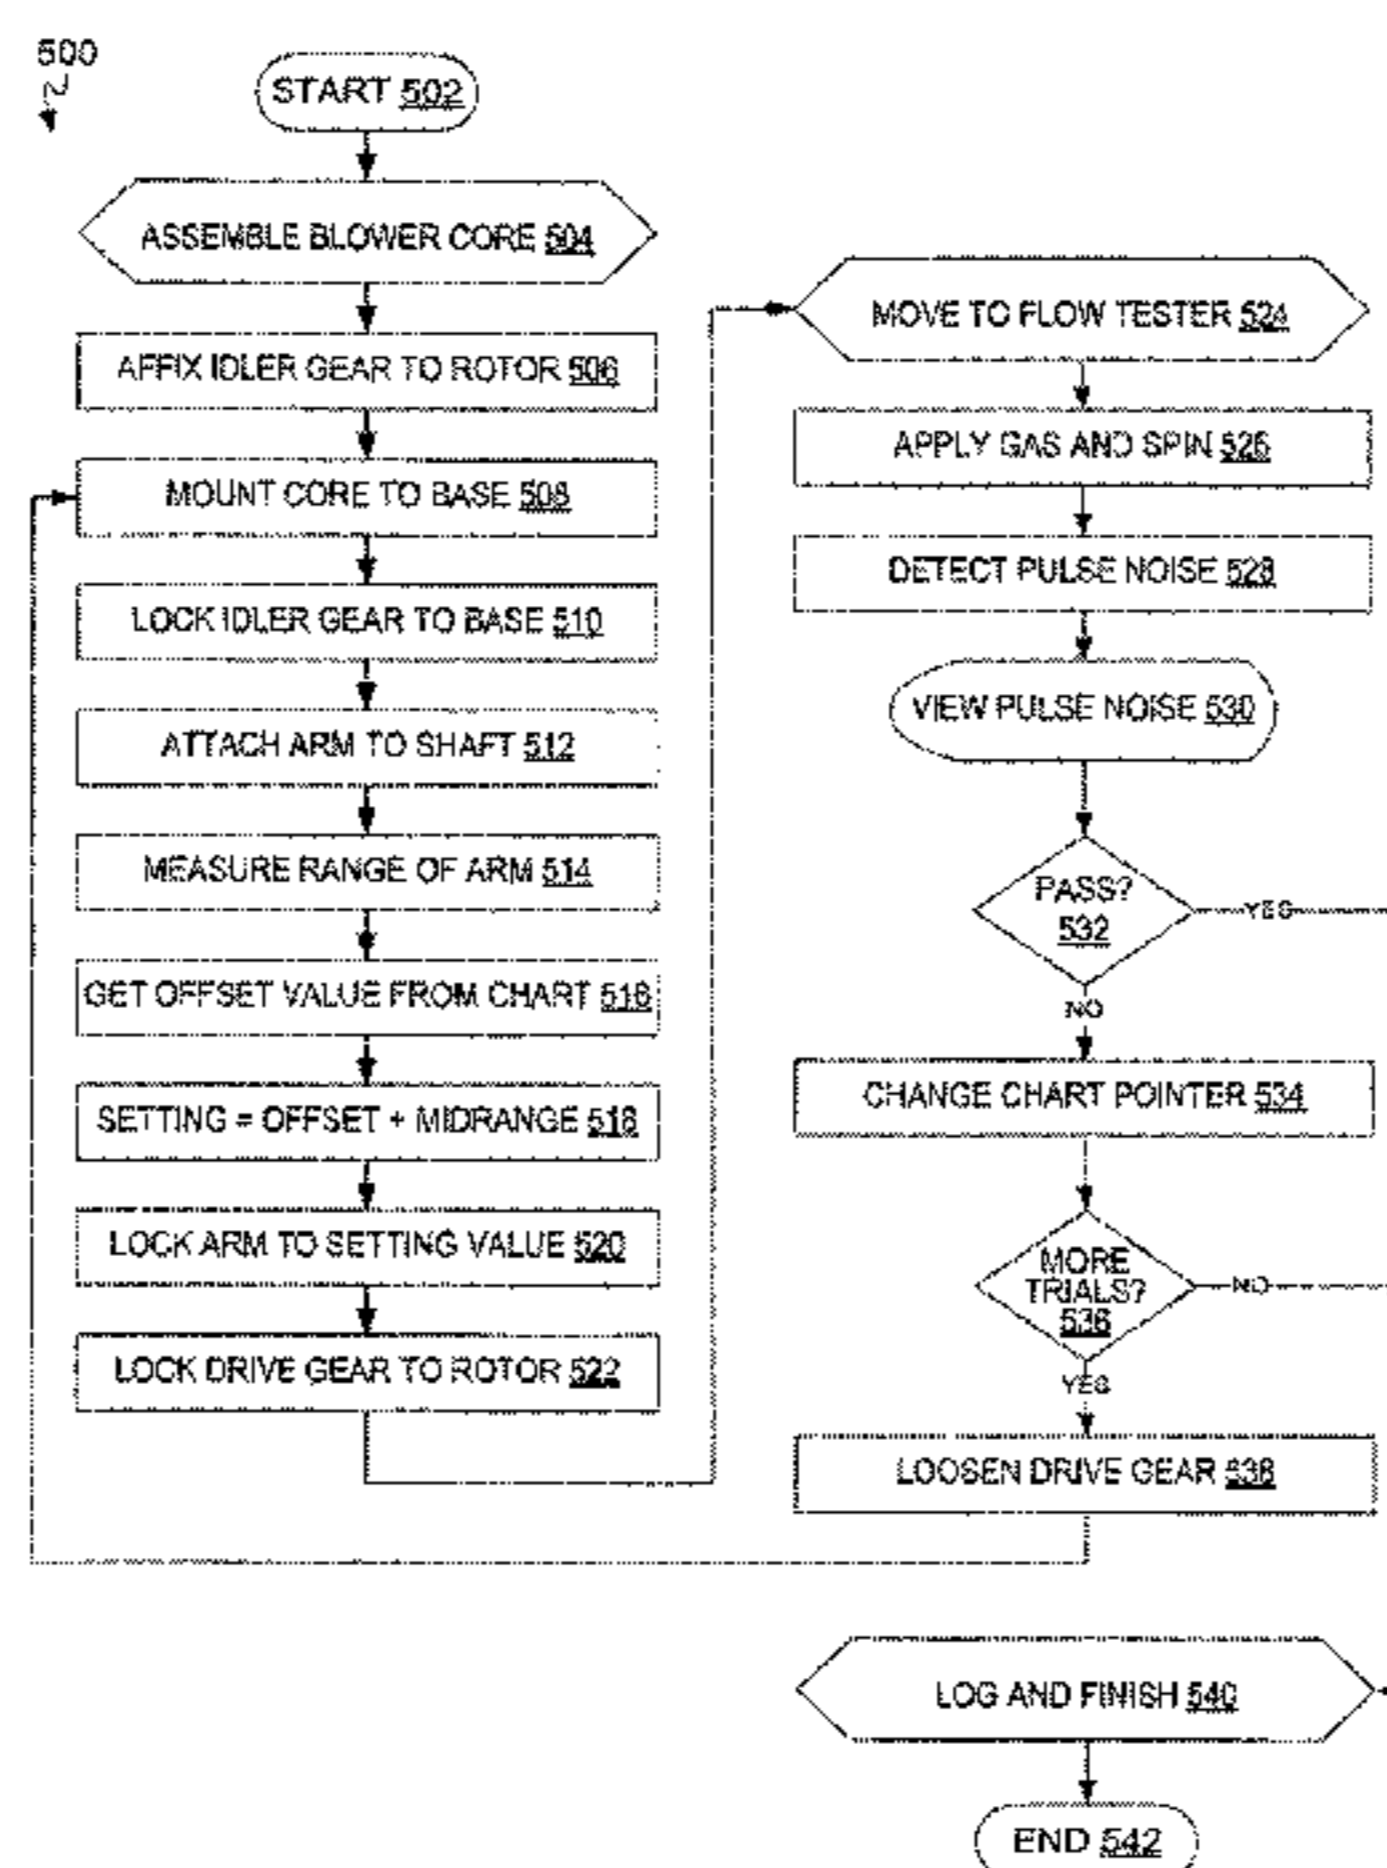 500
START 502
ASSEMBLE BLOWER CORE 504
AFFIX IDLER GEAR TO ROTOR 506
MOUNT CORE TO BASE 508
LOCK IDLER GEAR TO BASE 510
ATTACH ARM TO SHAFT 512
MEASURE RANGE OF ARM 514
GET OFFSET VALUE FROM CHART 516
SETTING = OFFSET + MIDRANGE 518
LOCK ARM TO SETTING VALUE 520
LOCK DRIVE GEAR TO ROTOR 522
MOVE TO FLOW TESTER 524
APPLY GAS AND SPIN 526
DETECT PULSE NOISE 528
VIEW PULSE NOISE 530
PASS?
532
YES
NO
CHANGE CHART POINTER 534
MORE
TRIALS?
536
NO
YES
LOOSEN DRIVE GEAR 538
LOG AND FINISH 540
END 542